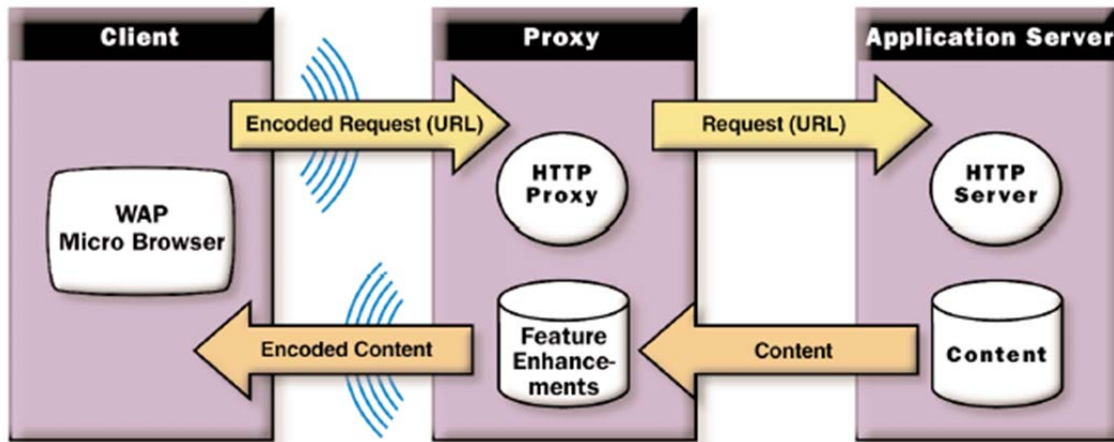 Client
Proxy
Application Server
Encoded Request (URL)
Request (URL)
WAP
Micro Browser
HTTP
Proxy
HTTP
Server
Encoded Content
Feature
Enhance-
ments
Content
Content